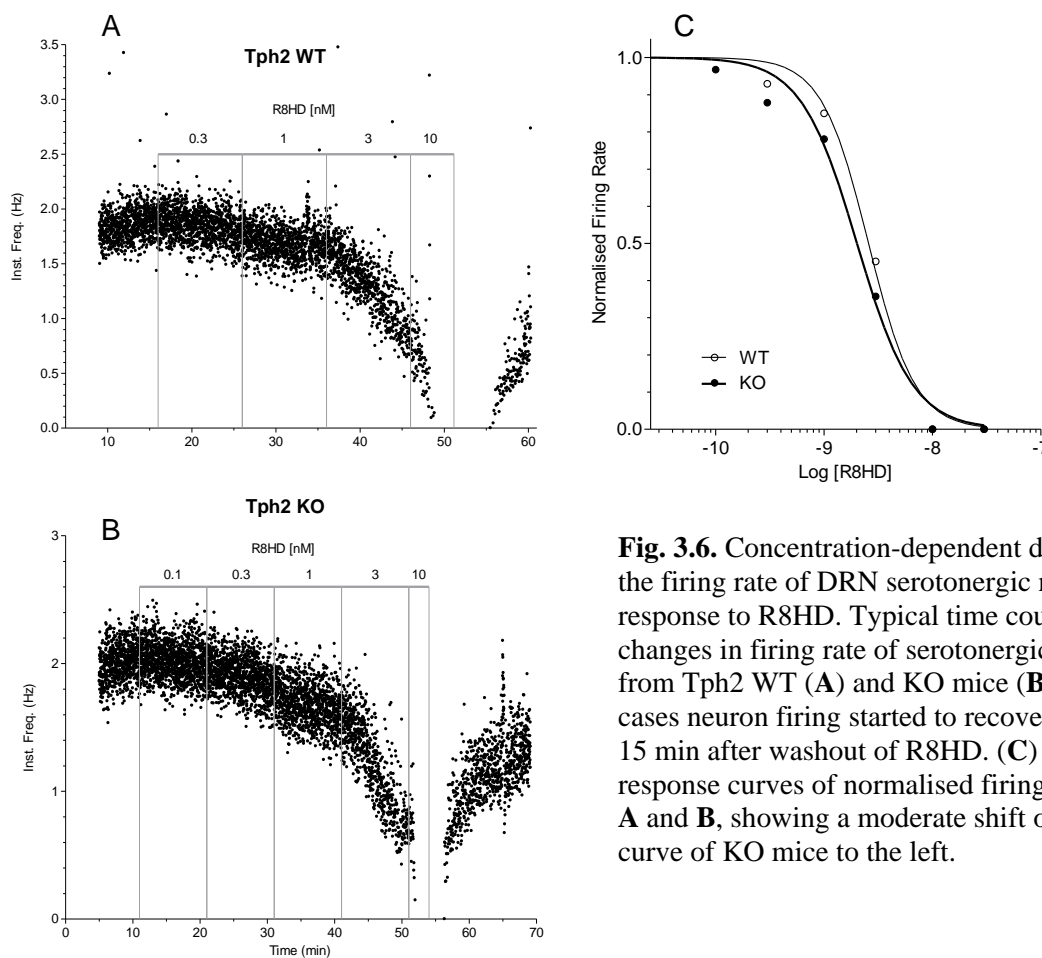 A
Tph2 WT
R8HD [nM]
0.3 1 3 10
Inst. Freq. (Hz)
3.5
3.0
2.5
2.0
1.5
1.0
0.5
0.0
10 20 30 40 50 60
B
Tph2 KO
R8HD [nM]
0.1 0.3 1 3 10
Inst. Freq. (Hz)
3
2
1
0
0 10 20 30 40 50 60 70
Time (min)
C
Normalised Firing Rate
1.0
0.5
0.0
WT
KO
-10 -9 -8 -7
Log [R8HD]
Fig. 3.6. Concentration-dependent d
the firing rate of DRN serotonergic
response to R8HD. Typical time cou
changes in firing rate of serotonergic
from Tph2 WT (A) and KO mice (B
cases neuron firing started to recove
15 min after washout of R8HD. (C)
response curves of normalised firing
A and B, showing a moderate shift o
curve of KO mice to the left.